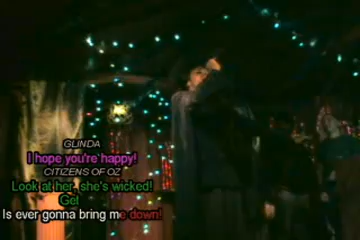 GLINDA
I hope you're happy!
CITIZENS OF OZ
Look at her, she's wicked!
Get
Is ever gonna bring me down!